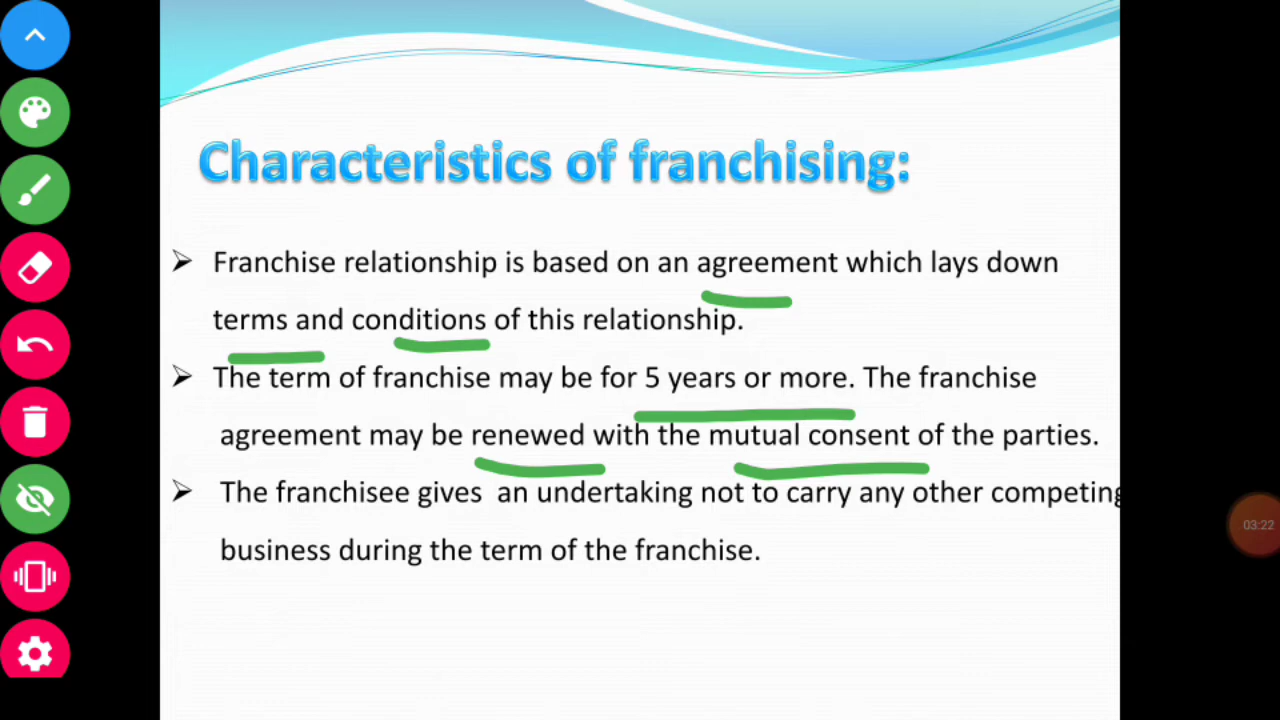 Characteristics of franchising:
➢ Franchise relationship is based on an agreement which lays down
terms and conditions of this relationship.
➢ The term of franchise may be for 5 years or more. The franchise
agreement may be renewed with the mutual consent of the parties.
➢ The franchisee gives an undertaking not to carry any other competing
business during the term of the franchise.
03:22